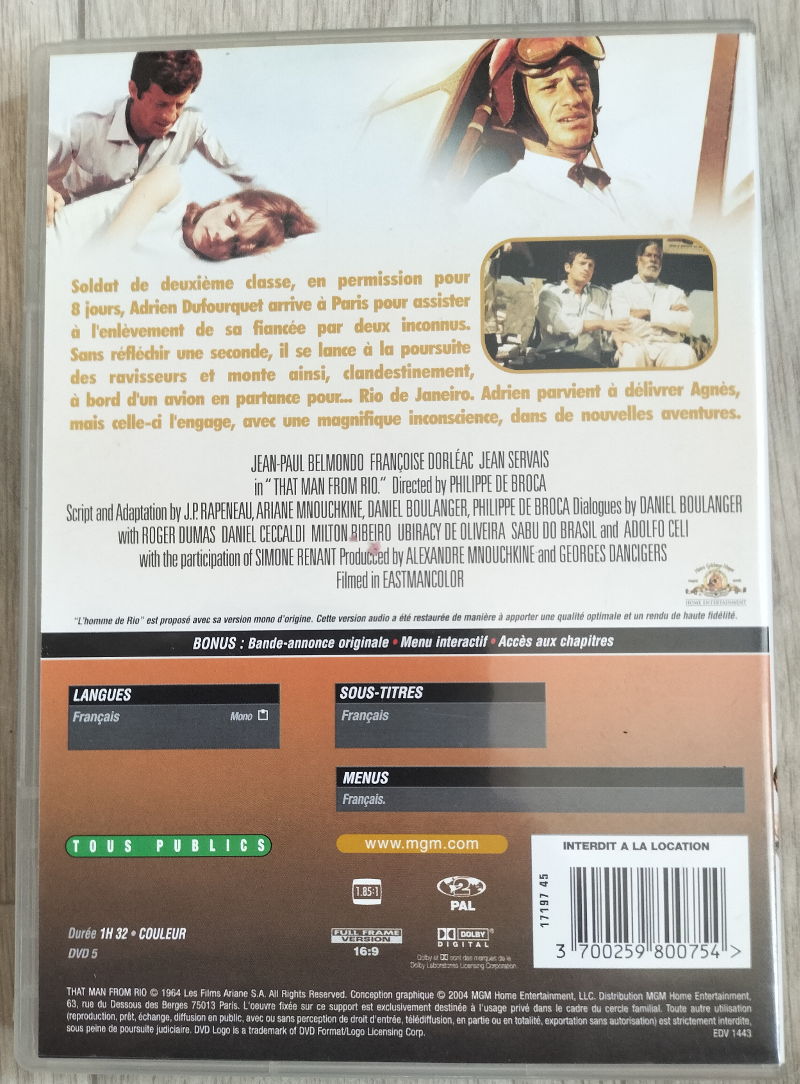 Soldat de deuxième classe, en permission pour
8 jours, Adrien Dufourquet arrive à Paris pour assister
à l'enlèvement de sa fiancée par deux inconnus.
Sans réfléchir une seconde, il se lance à la poursuite
des ravisseurs et monte ainsi, clandestinement,
à bord d'un avion en partance pour... Rio de Janeiro. Adrien parvient à délivrer Agnès,
mais celle-ci l'engage, avec une magnifique inconscience, dans de nouvelles aventures.
JEAN-PAUL BELMONDO FRANÇOISE DORLÉAC JEAN SERVAIS
in "THAT MAN FROM RIO." Directed by PHILIPPE DE BROCA
Script and Adaptation by J.P. RAPENEAU, ARIANE MNOUCHKINE, DANIEL BOULANGER, PHILIPPE DE BROCA Dialogues by DANIEL BOULANGER
with ROGER DUMAS DANIEL CECCALDI MILTON RIBEIRO UBIRACY DE OLIVEIRA SABU DO BRASIL and ADOLFO CELI
with the participation of SIMONE RENANT Produced by ALEXANDRE MNOUCHKINE and GEORGES DANCIGERS
Filmed in EASTMANCOLOR
HOME ENTERTAINMENT
"L'homme de Rio" est proposé avec sa version mono d'origine. Cette version audio a été restaurée de manière à apporter une qualité optimale et un rendu de haute fidélité.
BONUS : Bande-annonce originale • Menu interactif • Accès aux chapitres
LANGUES
Français Mono
SOUS-TITRES
Français
MENUS
Français.
TOUS PUBLICS
www.mgm.com
INTERDIT A LA LOCATION
17197 45
3 700259 800754 >
1.85:1
2
PAL
Durée 1H 32 • COULEUR
DVD 5
FULL FRAME
VERSION
16:9
DOLBY
DIGITAL
Dolby et DD sont des marques de
Dolby Laboratories Licensing Corporation.
THAT MAN FROM RIO © 1964 Les Films Ariane S.A. All Rights Reserved. Conception graphique © 2004 MGM Home Entertainment, LLC. Distribution MGM Home Entertainment,
63, rue du Dessous des Berges 75013 Paris. L'oeuvre fixée sur ce support est exclusivement destinée à l'usage privé dans le cadre du cercle familial. Toute autre utilisation
(reproduction, prêt, échange, diffusion en public, avec ou sans perception de droit d'entrée, télédiffusion, en partie ou en totalité, exportation sans autorisation) est strictement interdite,
sous peine de poursuite judiciaire. DVD Logo is a trademark of DVD Format/Logo Licensing Corp.
EDV 1443